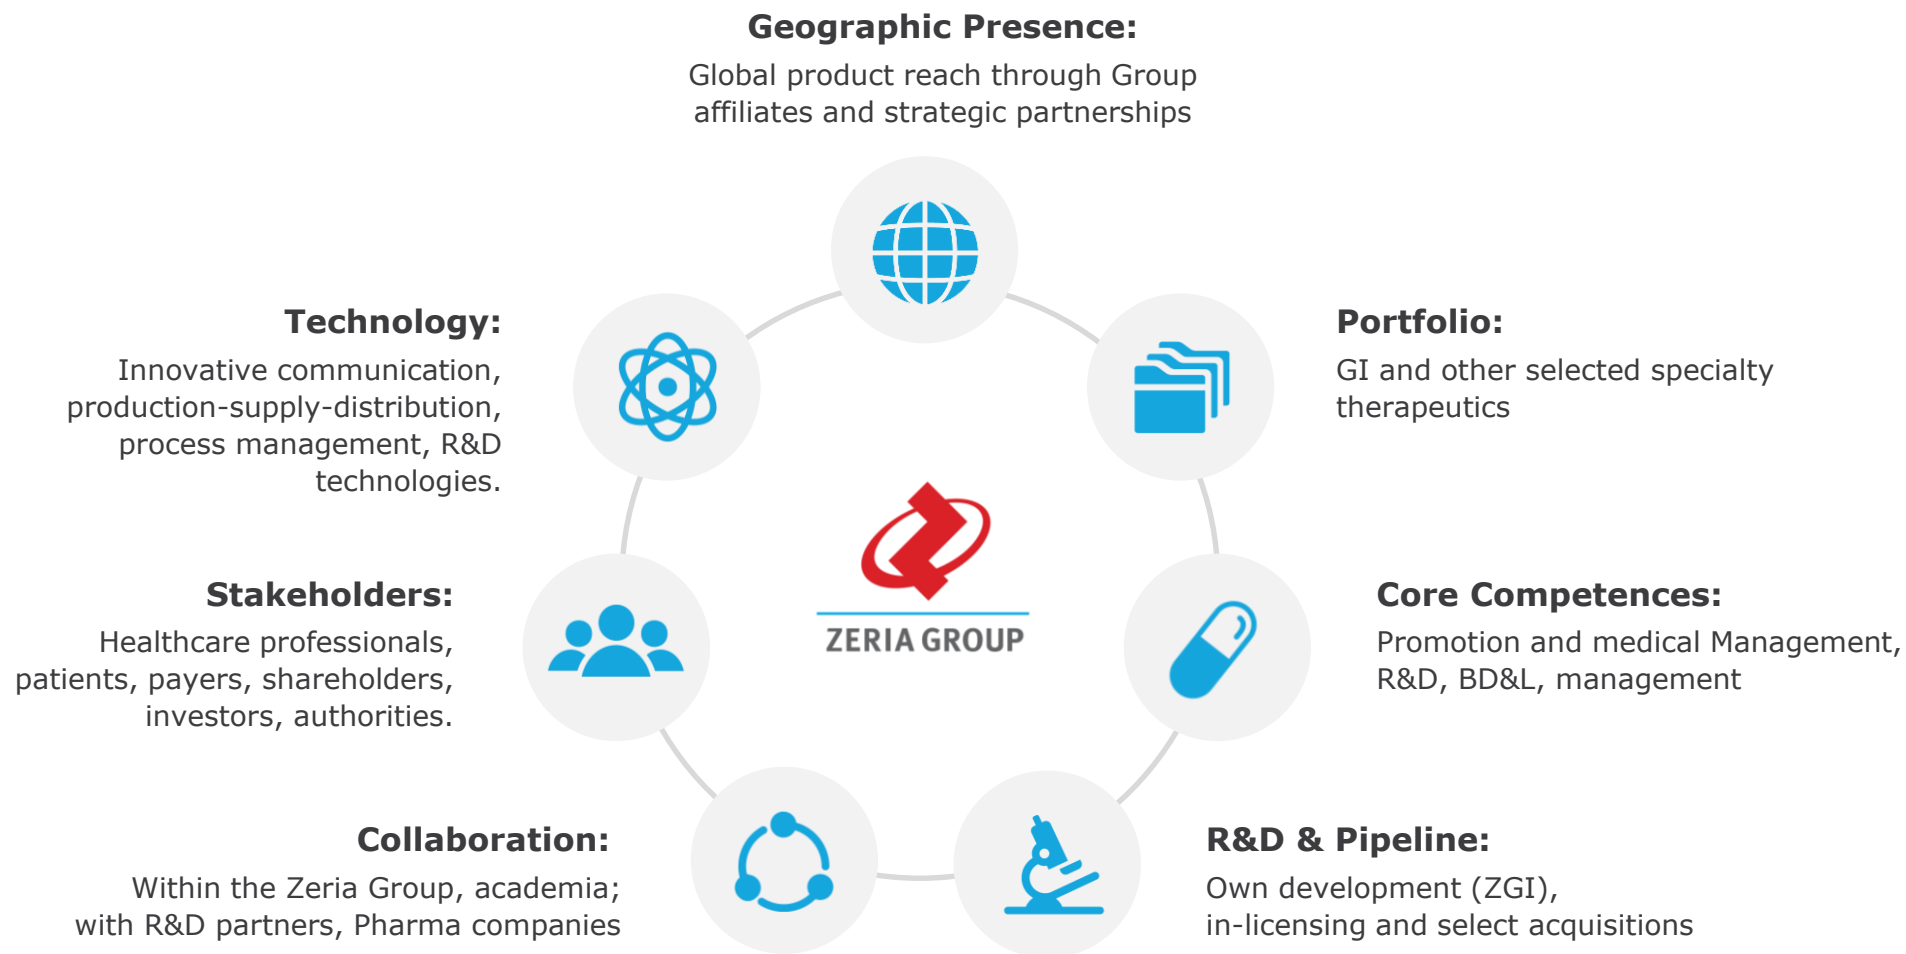 Geographic Presence:
Global product reach through Group
affiliates and strategic partnerships
Technology:
Innovative communication,
production-supply-distribution,
process management, R&D
technologies.
Portfolio:
GI and other selected specialty
therapeutics
Stakeholders:
Healthcare professionals,
patients, payers, shareholders,
investors, authorities.
ZERIA GROUP
Core Competences:
Promotion and medical Management,
R&D, BD&L, management
Collaboration:
Within the Zeria Group, academia;
with R&D partners, Pharma companies
R&D & Pipeline:
Own development (ZGI),
in-licensing and select acquisitions